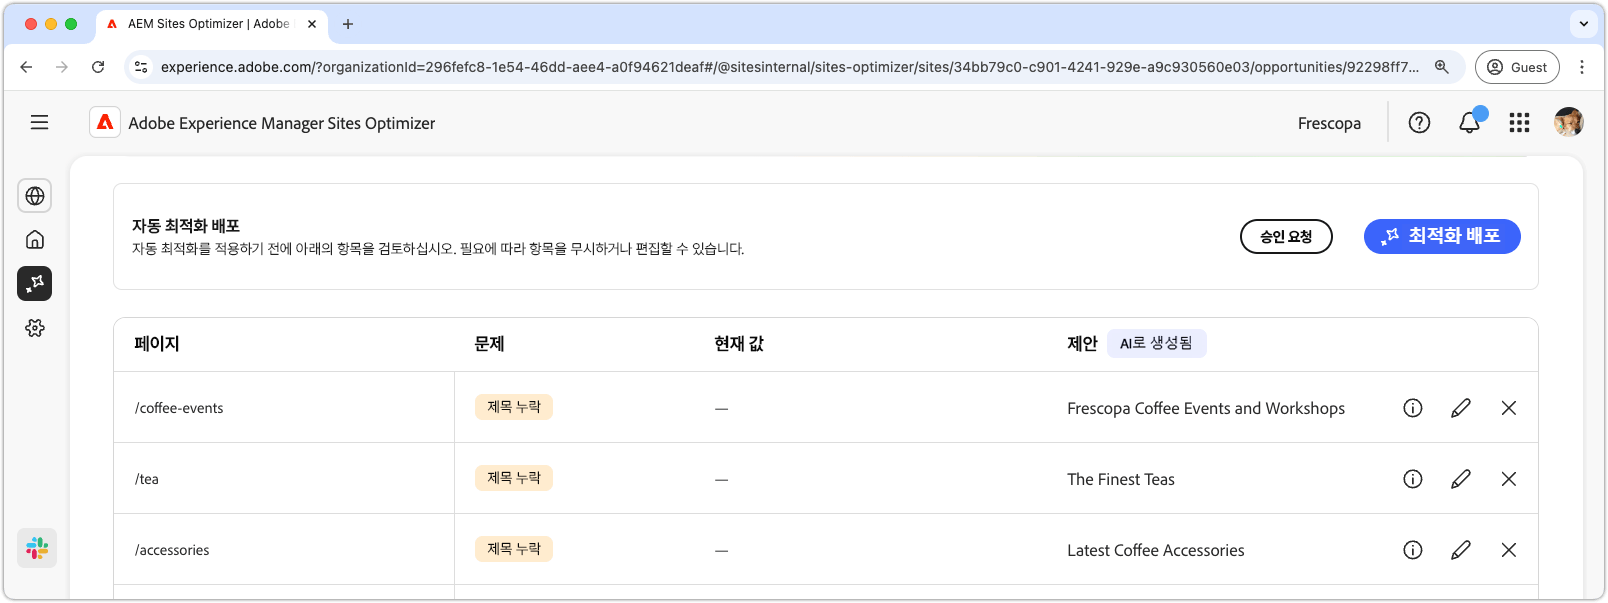 AEM Sites Optimizer | Adobe
experience.adobe.com/?organizationId=296fefc8-1e54-46dd-aee4-a0f94621deaf#/@sitesinternal/sites-optimizer/sites/34bb79c0-c901-4241-929e-a9c930560e03/opportunities/92298ff7...
Guest
Adobe Experience Manager Sites Optimizer
Frescopa
자동 최적화 배포
자동 최적화를 적용하기 전에 아래의 항목을 검토하십시오. 필요에 따라 항목을 무시하거나 편집할 수 있습니다.
승인 요청
최적화 배포
페이지 문제 현재 값 제안 AI로 생성됨
/coffee-events 제목 누락 — Frescopa Coffee Events and Workshops
/tea 제목 누락 — The Finest Teas
/accessories 제목 누락 — Latest Coffee Accessories